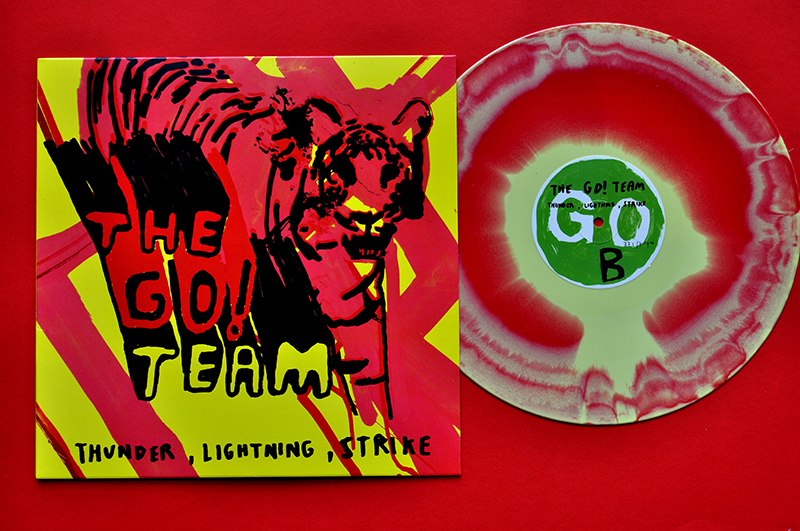 THE
GO!
TEAM
THUNDER, LIGHTNING, STRIKE
THE GO! TEAM
THUNDER, LIGHTNING, STRIKE
GO
B